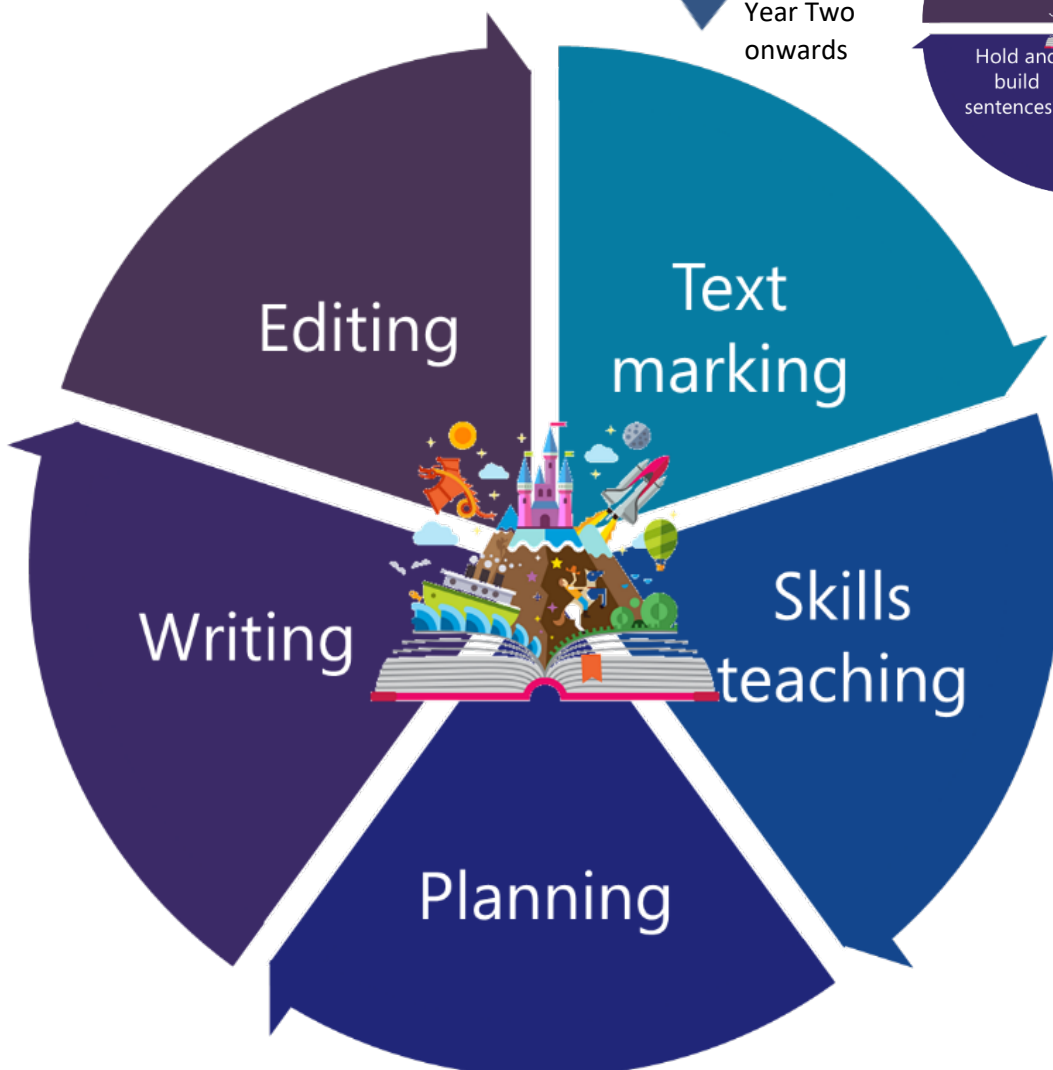 Year Two
onwards
Hold and
build
sentences
Editing
Text
marking
Writing
Skills
teaching
Planning